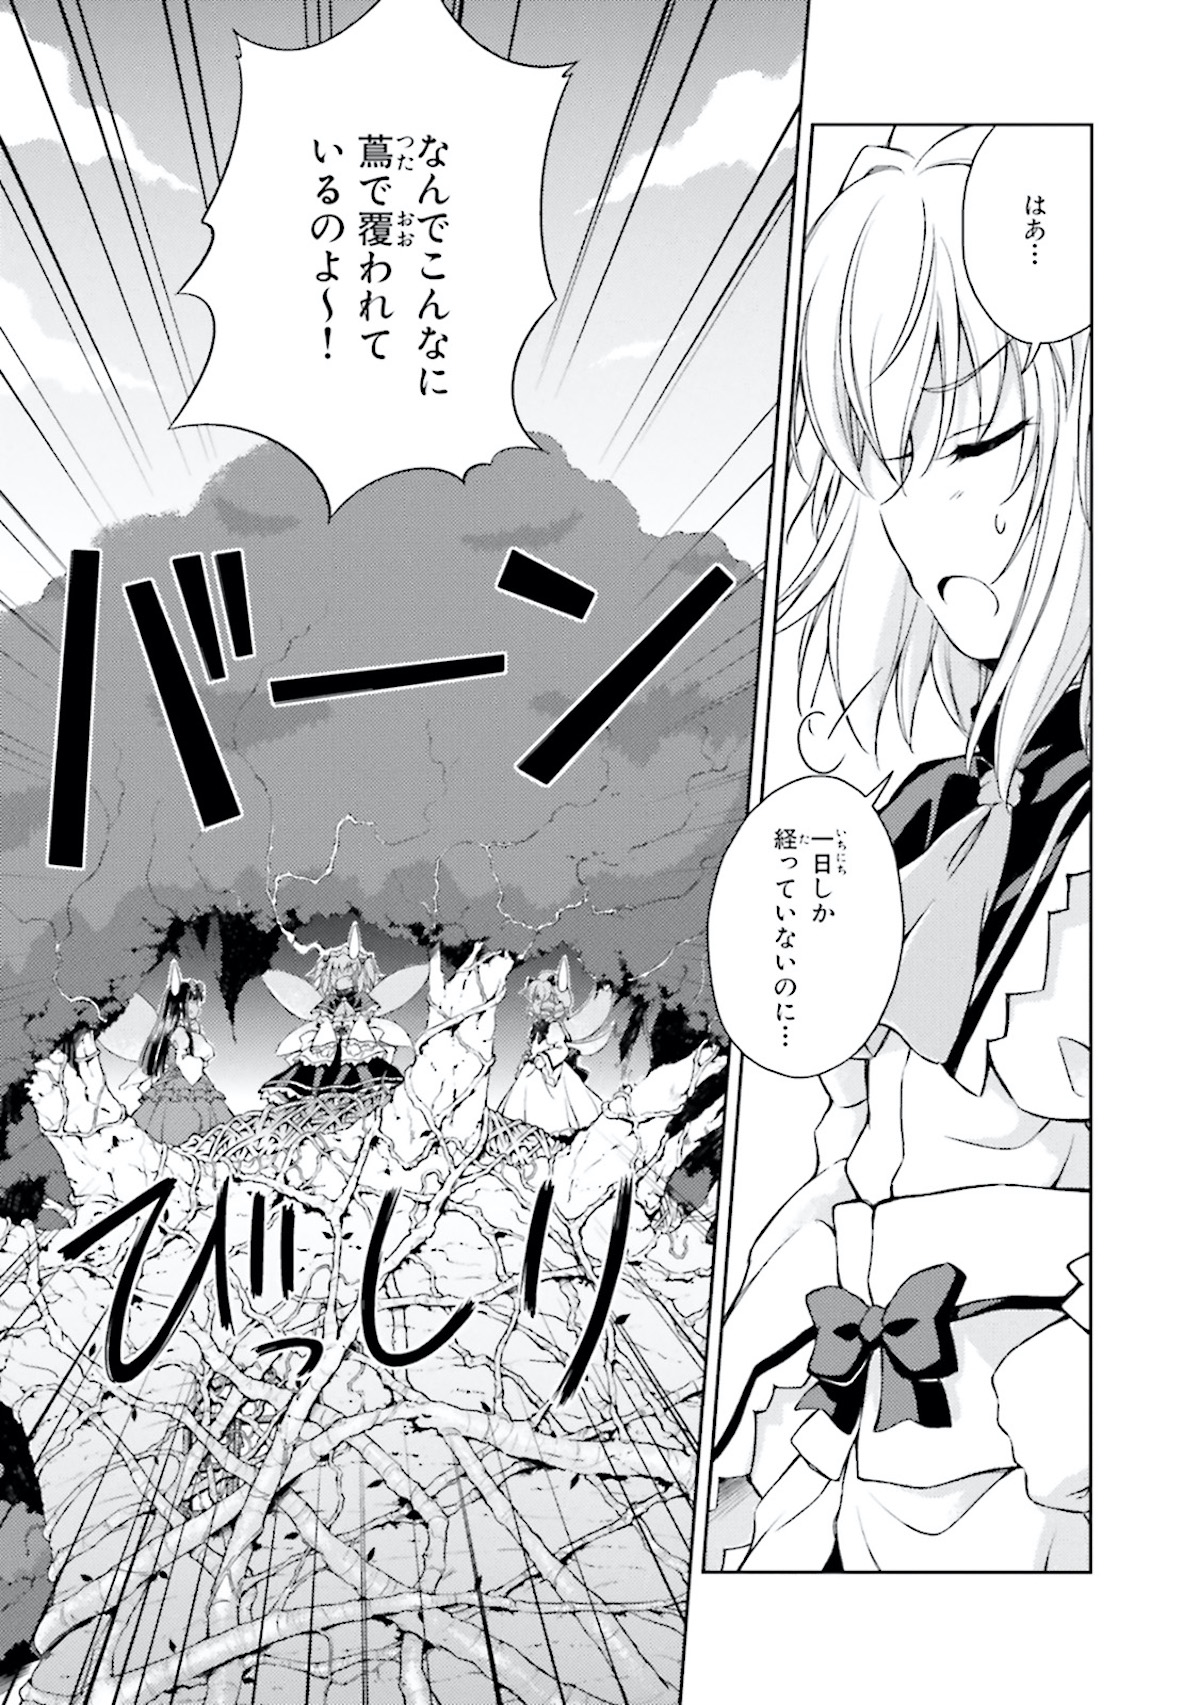 はあ…
一日しか
経っていないのに…
なんでこんなに
蔦で覆われて
いるのよ～！
バーン
びっしり